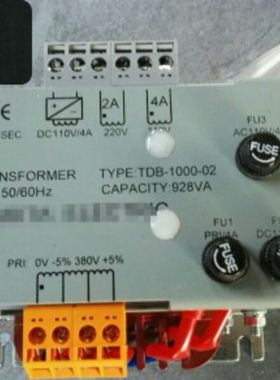 CE
2A
4A
SEC
DC110V/4A
220V
FU3
AC110V/4
FUSE
NSFORMER
TYPE:TDB-1000-02
50/60Hz
CAPACITY:928VA
FU1
PRI/4A
FUSE
PRI: 0V -5% 380V +5%